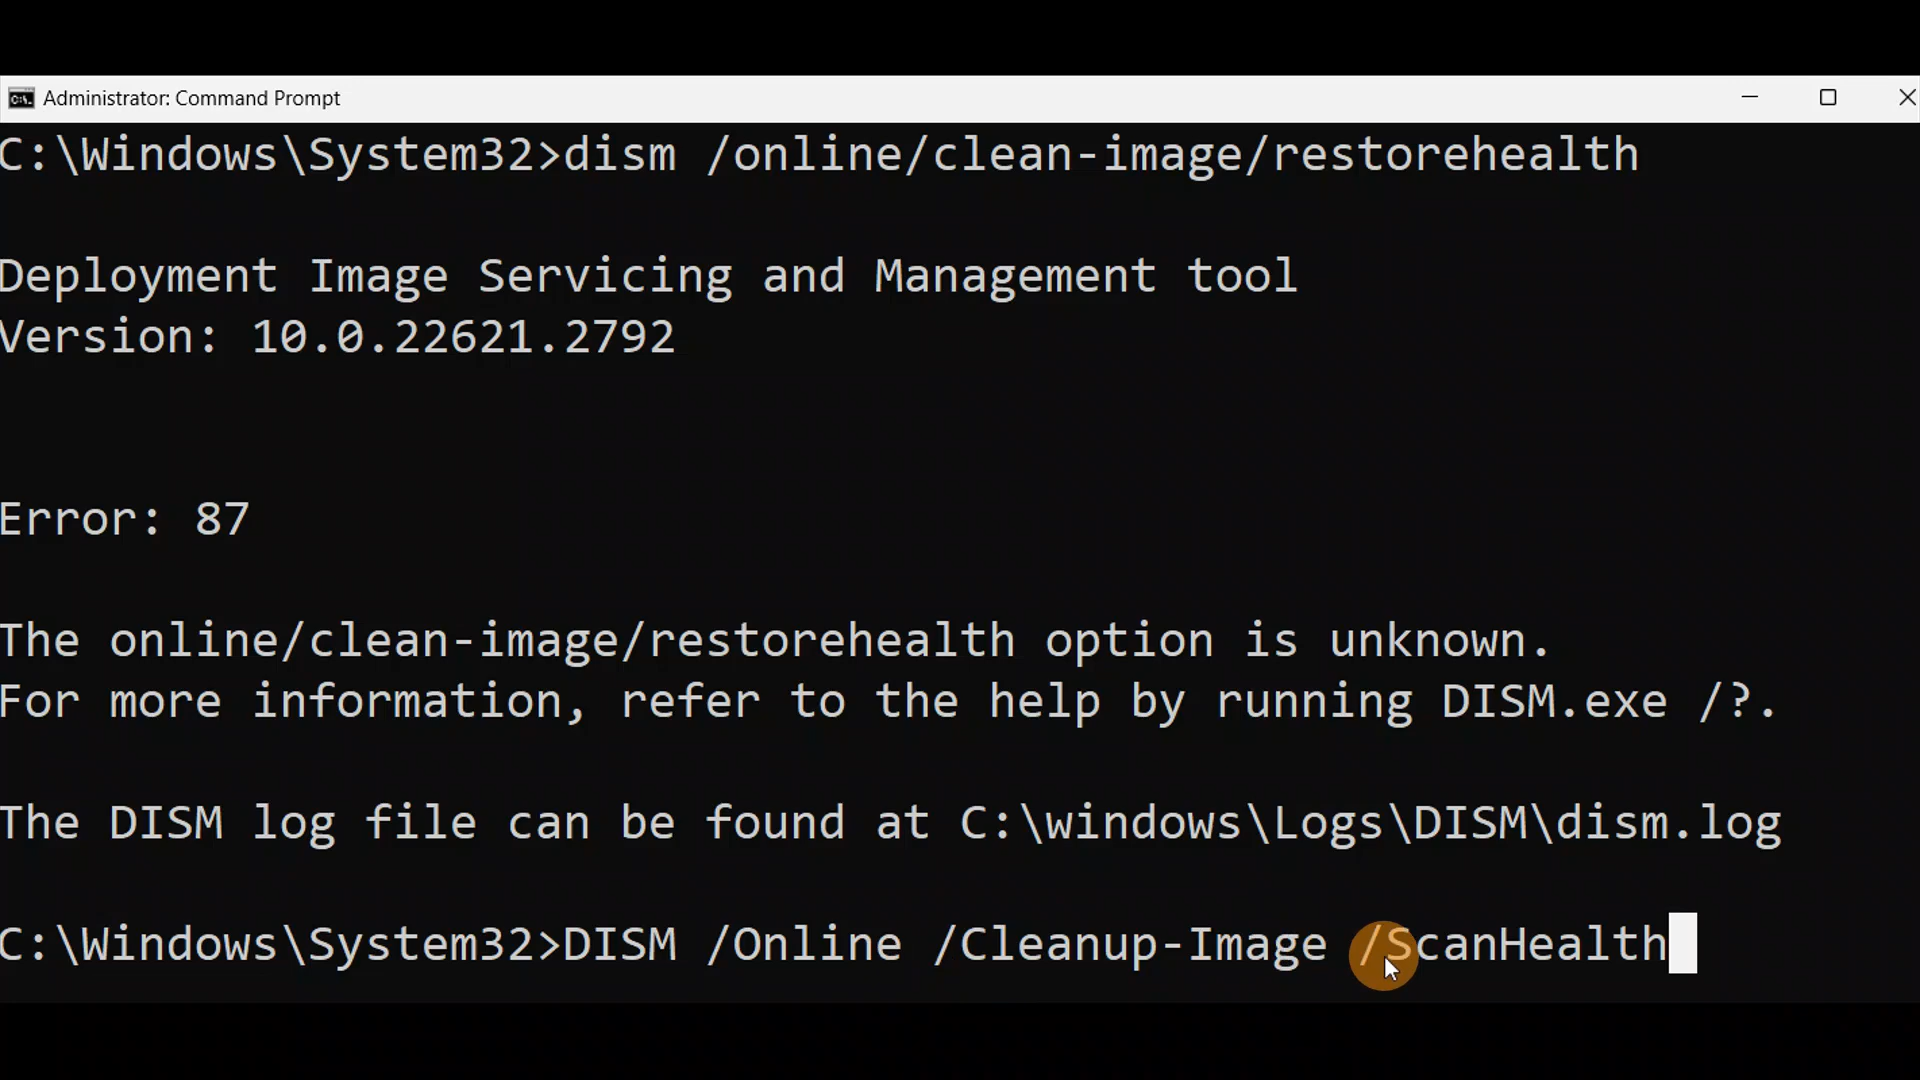 Administrator: Command Prompt
C:\Windows\System32>dism /online/clean-image/restorehealth
Deployment Image Servicing and Management tool
Version: 10.0.22621.2792
Error: 87
The online/clean-image/restorehealth option is unknown.
For more information, refer to the help by running DISM.exe /?.
The DISM log file can be found at C:\windows\Logs\DISM\dism.log
C:\Windows\System32>DISM /Online /Cleanup-Image /ScanHealth